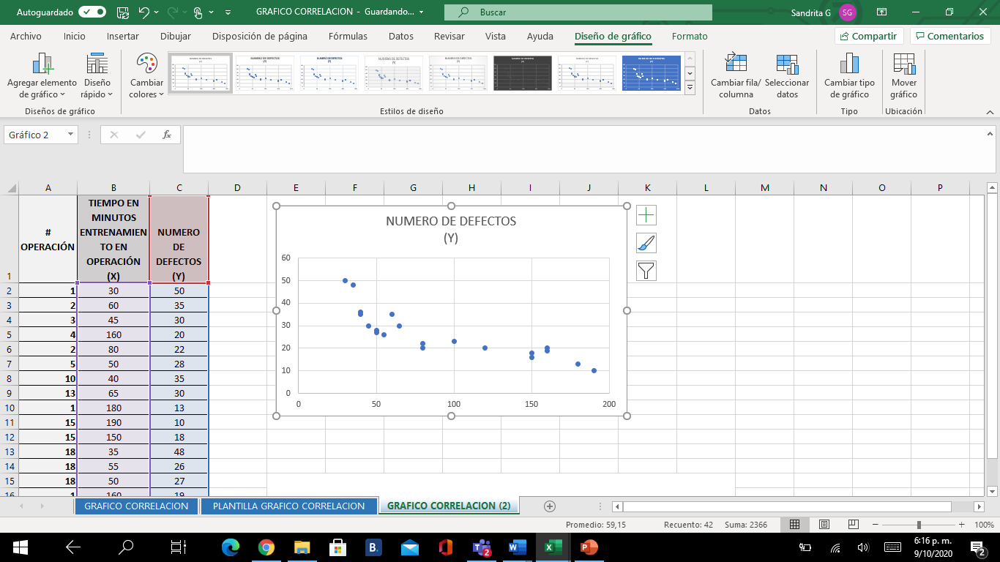 Autoguardado
GRAFICO CORRELACION - Guardando...
Buscar
Sandrita G
SG
Archivo Inicio Insertar Dibujar Disposición de página Fórmulas Datos Revisar Vista Ayuda Diseño de gráfico Formato
Compartir
Comentarios
Agregar elemento de gráfico
Diseño rápido
Cambiar colores
Cambiar fila/ columna
Seleccionar datos
Cambiar tipo de gráfico
Mover gráfico
Diseños de gráfico
Estilos de diseño
Datos
Tipo
Ubicación
Gráfico 2
fx
A B C D E F G H I J K L M N O P
1
# OPERACIÓN
TIEMPO EN
MINUTOS
ENTRENAMIEN
TO EN
OPERACIÓN
(X)
NUMERO
DE
DEFECTOS
(Y)
2 1 30 50
3 2 60 35
4 3 45 30
5 4 160 20
6 2 80 22
7 5 50 28
8 10 40 35
9 13 65 30
10 1 180 13
11 15 190 10
12 15 150 18
13 18 35 48
14 18 55 26
15 18 50 27
16 1 160 19
NUMERO DE DEFECTOS
(Y)
60
50
40
30
20
10
0
0 50 100 150 200
GRAFICO CORRELACION
PLANTILLA GRAFICO CORRELACION
GRAFICO CORRELACION (2)
Promedio: 59,15 Recuento: 42 Suma: 2366
100%
B.
2
6:16 p. m.
9/10/2020
2